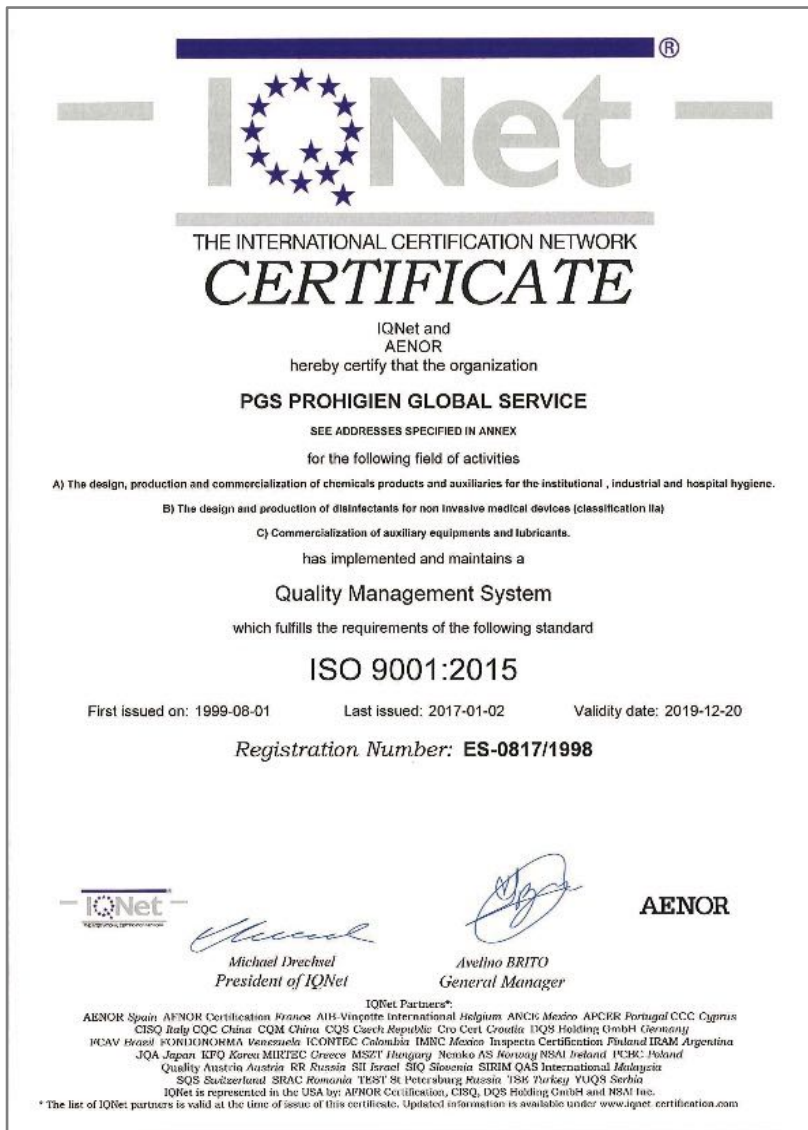 ®
IQNet
THE INTERNATIONAL CERTIFICATION NETWORK
CERTIFICATE
IQNet and
AENOR
hereby certify that the organization
PGS PROHIGIEN GLOBAL SERVICE
SEE ADDRESSES SPECIFIED IN ANNEX
for the following field of activities
A) The design, production and commercialization of chemicals products and auxiliaries for the institutional , industrial and hospital hygiene.
B) The design and production of disinfectants for non invasive medical devices (classification IIa)
C) Commercialization of auxiliary equipments and lubricants.
has implemented and maintains a
Quality Management System
which fulfills the requirements of the following standard
ISO 9001:2015
First issued on: 1999-08-01 Last issued: 2017-01-02 Validity date: 2019-12-20
Registration Number: ES-0817/1998
IQNet
THE INTERNATIONAL CERTIFICATION NETWORK
AENOR
Michael Drechsel
President of IQNet
Avelino BRITO
General Manager
IQNet Partners*:
AENOR Spain AFNOR Certification France AIB-Vinçotte International Belgium ANCE Mexico APCER Portugal CCC Cyprus
CISQ Italy CQC China CQM China CQS Czech Republic Cro Cert Croatia DQS Holding GmbH Germany
FCAV Brazil FONDONORMA Venezuela ICONTEC Colombia IMNC Mexico Inspecta Certification Finland IRAM Argentina
JQA Japan KFQ Korea MIRTEC Greece MSZT Hungary Nemko AS Norway NSAI Ireland PCBC Poland
Quality Austria Austria RR Russia SII Israel SIQ Slovenia SIRIM QAS International Malaysia
SQS Switzerland SRAC Romania TEST St Petersburg Russia TSE Turkey YUQS Serbia
IQNet is represented in the USA by: AFNOR Certification, CISQ, DQS Holding GmbH and NSAI Inc.
* The list of IQNet partners is valid at the time of issue of this certificate. Updated information is available under www.iqnet certification.com